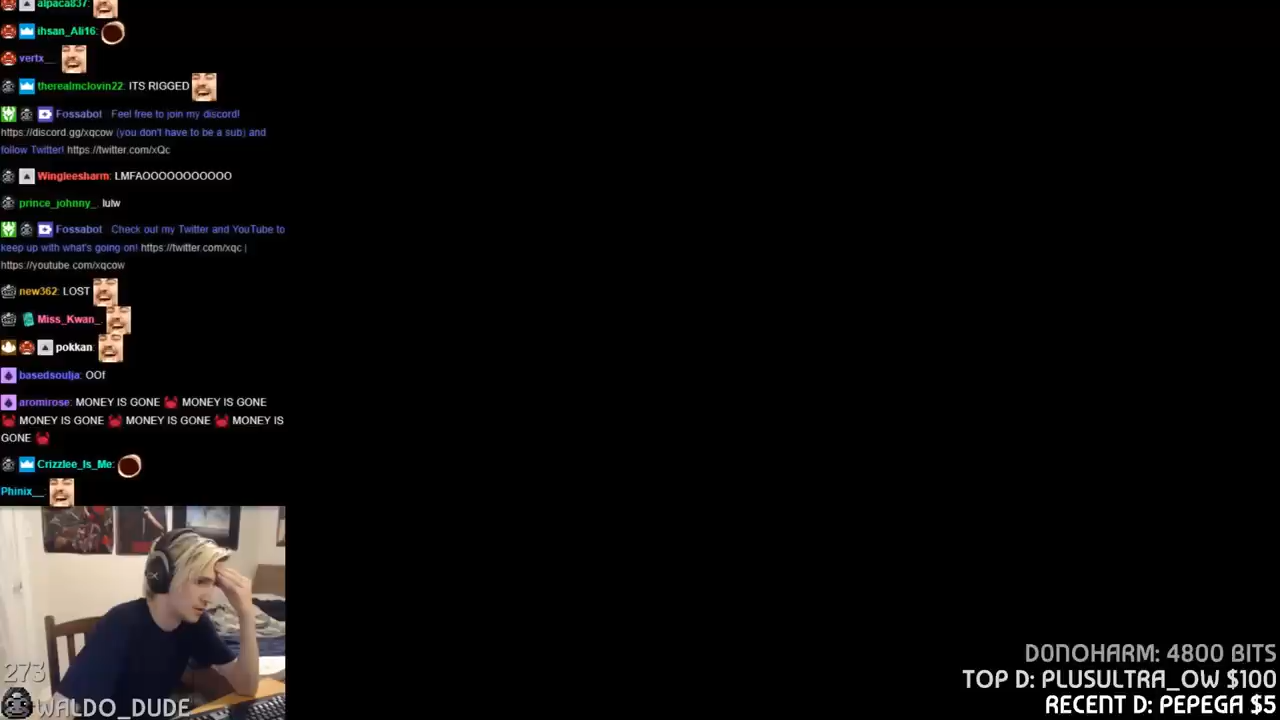 alpaca837:
ihsan_Ali16:
vertx__:
therealmclovin22: ITS RIGGED
Fossabot Feel free to join my discord!
https://discord.gg/xqcow (you don't have to be a sub) and
follow Twitter! https://twitter.com/xQc
Wingleesharm: LMFAOOOOOOOOOOO
prince_johnny_: lulw
Fossabot Check out my Twitter and YouTube to
keep up with what's going on! https://twitter.com/xqc |
https://youtube.com/xqcow
new362: LOST
Miss_Kwan_:
pokkan:
basedsoulja: OOf
aromirose: MONEY IS GONE MONEY IS GONE
MONEY IS GONE MONEY IS GONE MONEY IS
GONE
Crizzlee_Is_Me:
Phinix__:
273
WALDO_DUDE
D0NOHARM: 4800 BITS
TOP D: PLUSULTRA_OW $100
RECENT D: PEPEGA $5